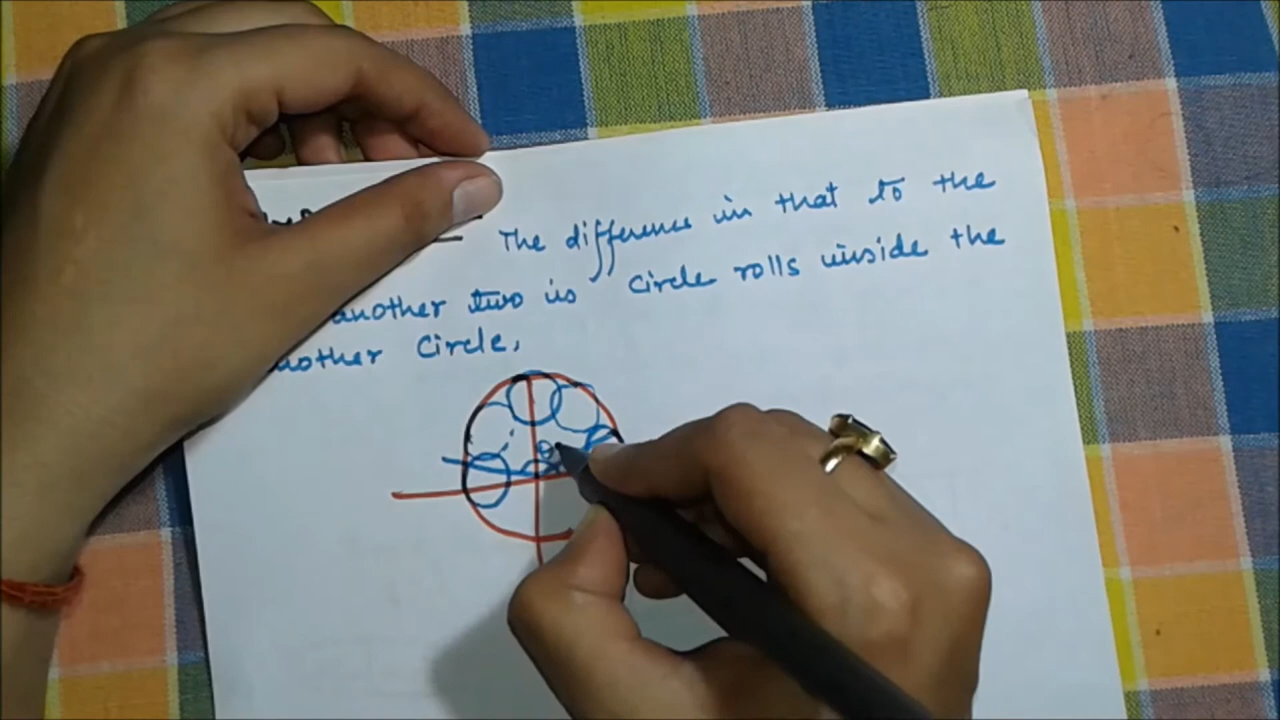 The difference in that to the
another two is circle rolls inside the
another Circle,